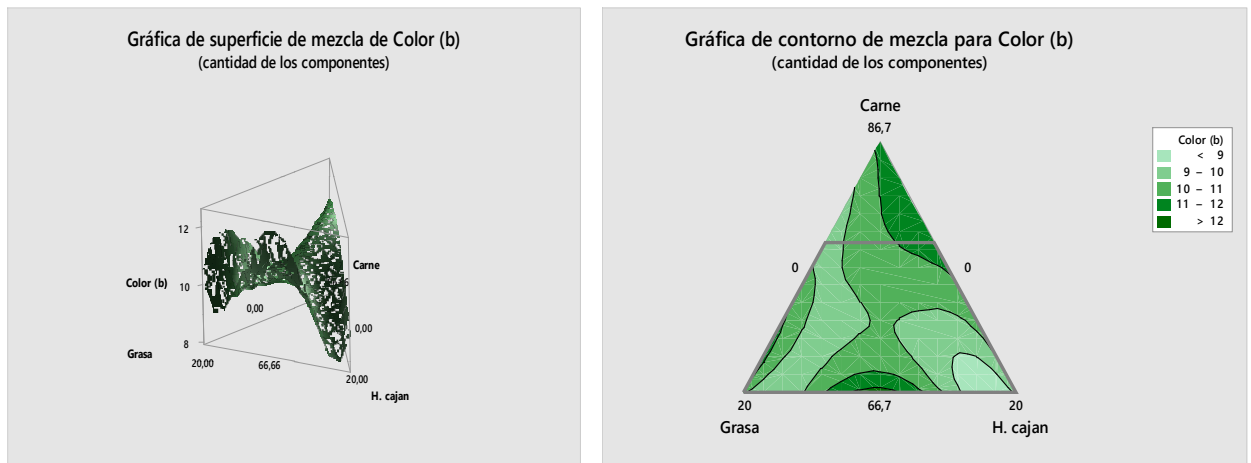 Gráfica de superficie de mezcla de Color (b)
(cantidad de los componentes)
12
Color (b)
10
8
Grasa
20,00
66,66
0,00
Carne
0,00
20,00
H. cajan
Gráfica de contorno de mezcla para Color (b)
(cantidad de los componentes)
Carne
86,7
0
0
20
66,7
20
Grasa
H. cajan
Color (b)
< 9
9 – 10
10 – 11
11 – 12
> 12